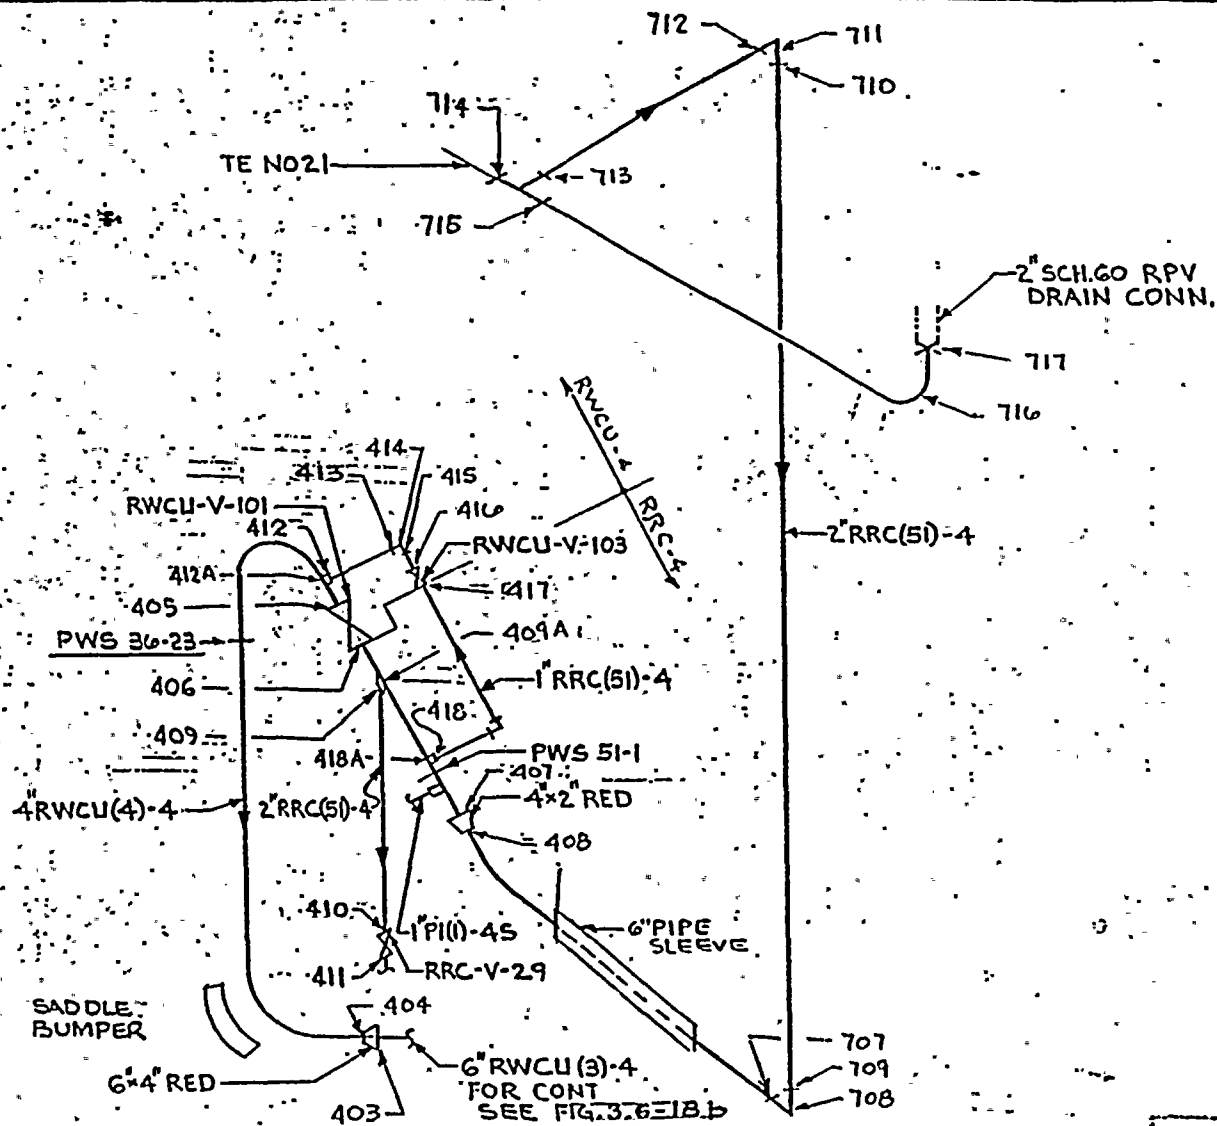 712
711
710
714
TE NO21
713
715
2" SCH.60 RPV
DRAIN CONN.
717
716
RWCU-4
RRC-4
414
413
415
RWCU-V-101
416
412
RWCU-V-103
2"RRC(51)-4
412A
417
405
409A
PWS 36-23
1"RRC(51)-4
406
418
409
418A
PWS 51-1
407
4"x2" RED
4"RWCU(4)-4
2"RRC(51)-4
408
410
1"PI(1)-4S
6"PIPE
SLEEVE
411
RRC-V-29
SADDLE
BUMPER
404
707
709
6"x4" RED
6"RWCU(3)-4
FOR CONT
SEE FIG.3.6-18b
708
403